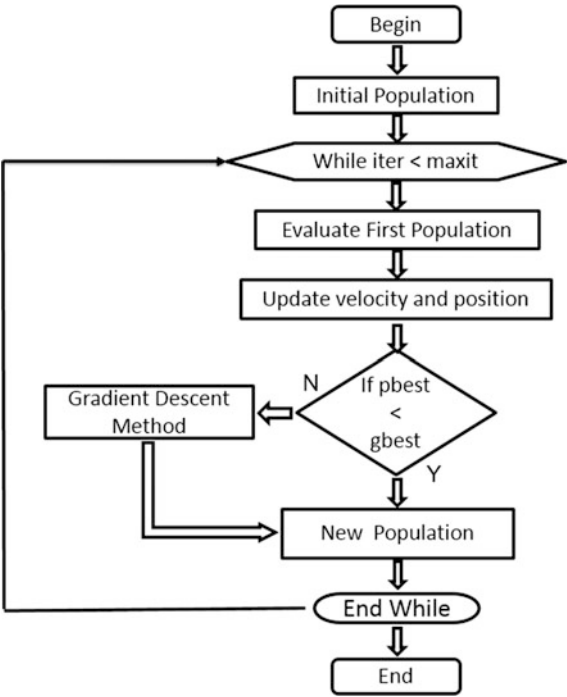 Begin
Initial Population
While iter < maxit
Evaluate First Population
Update velocity and position
N
If pbest
<
gbest
Gradient Descent
Method
Y
New Population
End While
End